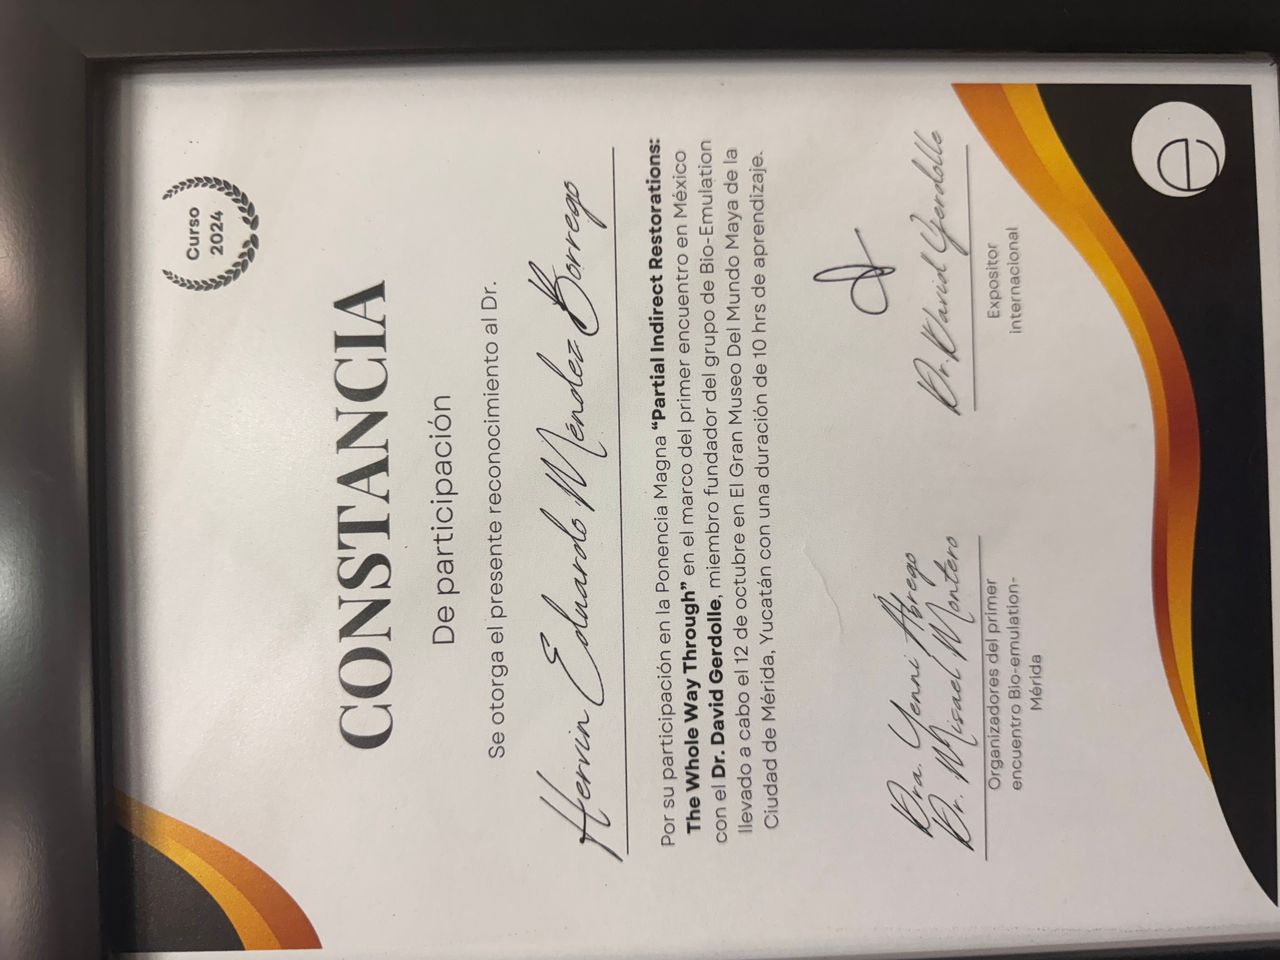 Curso
2024
CONSTANCIA
De participación
Se otorga el presente reconocimiento al Dr.
Hervin Eduardo Méndez Borrego
Por su participación en la Ponencia Magna “Partial Indirect Restorations:
The Whole Way Through” en el marco del primer encuentro en México
con el Dr. David Gerdolle, miembro fundador del grupo de Bio-Emulation
llevado a cabo el 12 de octubre en El Gran Museo Del Mundo Maya de la
Ciudad de Mérida, Yucatán con una duración de 10 hrs de aprendizaje.
Dra. Yenni Abrego
Dr. Misael Montero
Organizadores del primer
encuentro Bio-emulation-
Mérida
Dr. David Gerdolle
Expositor
internacional
e